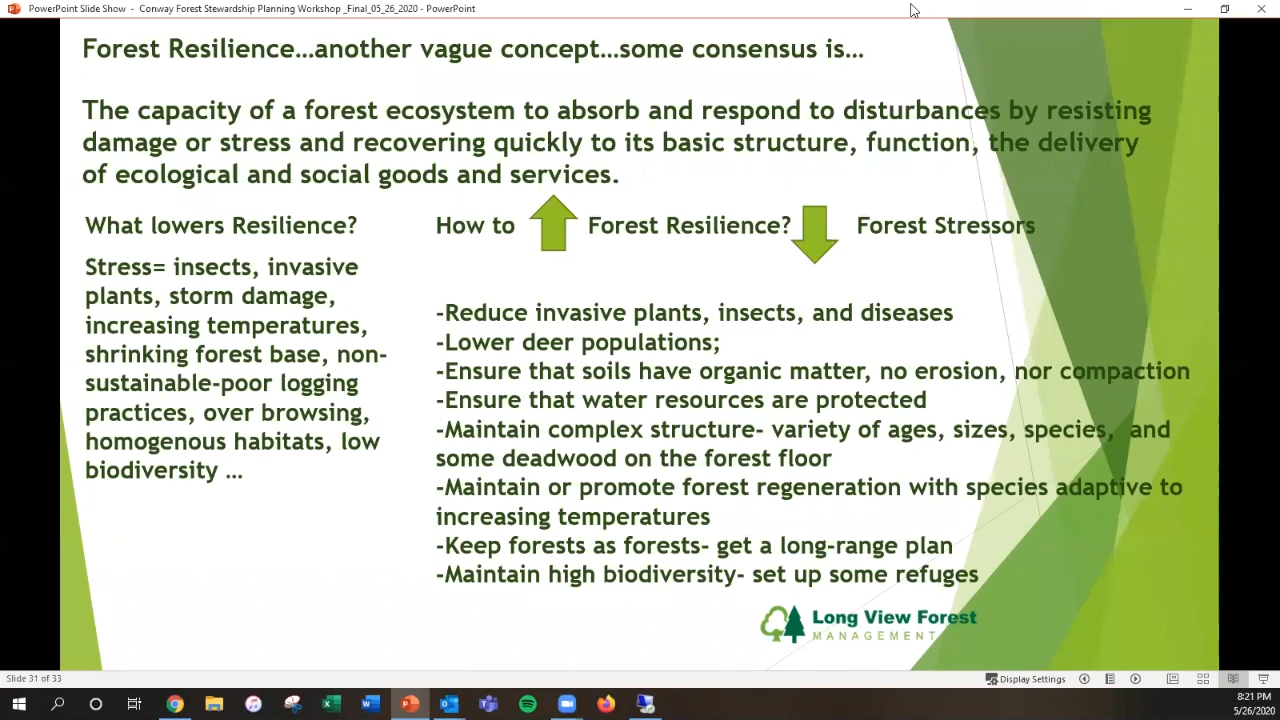 PowerPoint Slide Show - Conway Forest Stewardship Planning Workshop _Final_05_26_2020 - PowerPoint
Forest Resilience...another vague concept...some consensus is...
The capacity of a forest ecosystem to absorb and respond to disturbances by resisting
damage or stress and recovering quickly to its basic structure, function, the delivery
of ecological and social goods and services.
What lowers Resilience?
Stress= insects, invasive
plants, storm damage,
increasing temperatures,
shrinking forest base, non-
sustainable-poor logging
practices, over browsing,
homogenous habitats, low
biodiversity ...
How to Forest Resilience? Forest Stressors
-Reduce invasive plants, insects, and diseases
-Lower deer populations;
-Ensure that soils have organic matter, no erosion, nor compaction
-Ensure that water resources are protected
-Maintain complex structure- variety of ages, sizes, species, and
some deadwood on the forest floor
-Maintain or promote forest regeneration with species adaptive to
increasing temperatures
-Keep forests as forests- get a long-range plan
-Maintain high biodiversity- set up some refuges
Long View Forest
MANAGEMENT
Slide 31 of 33
Display Settings
8:21 PM
5/26/2020